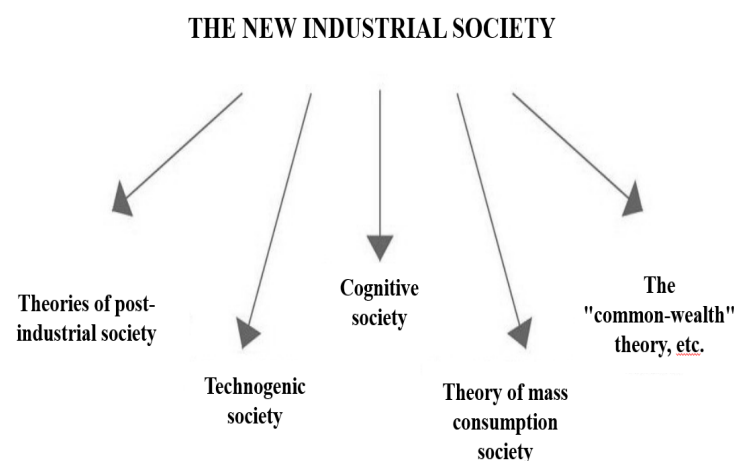 THE NEW INDUSTRIAL SOCIETY
Theories of post-
industrial society
Technogenic
society
Cognitive
society
Theory of mass
consumption
society
The
"common-wealth"
theory, etc.